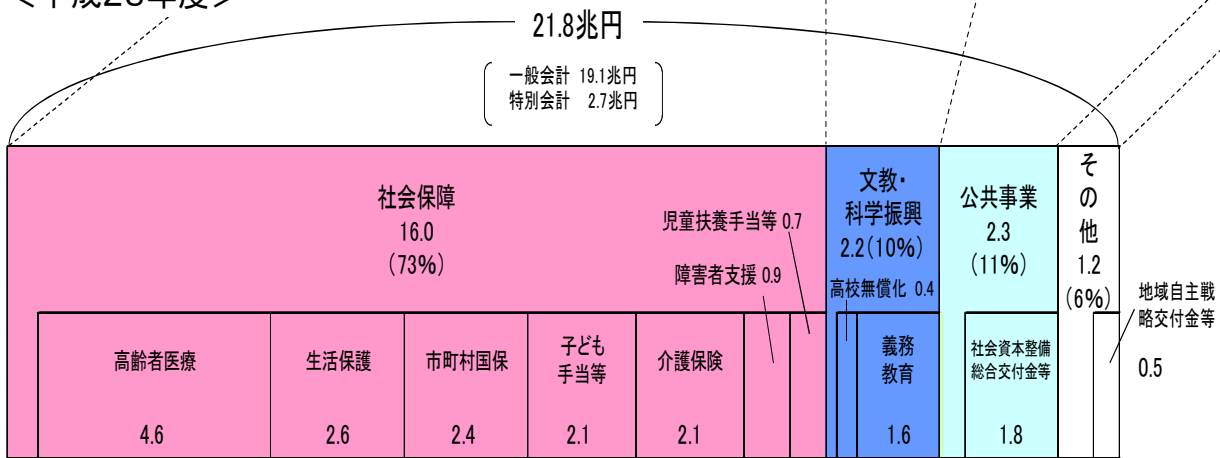 ＜平成23年度＞
21.8兆円
一般会計 19.1兆円
特別会計 2.7兆円
社会保障
16.0
(73%)
児童扶養手当等 0.7
障害者支援 0.9
高齢者医療
4.6
生活保護
2.6
市町村国保
2.4
子ども
手当等
2.1
介護保険
2.1
文教・
科学振興
2.2(10%)
高校無償化 0.4
義務
教育
1.6
公共事業
2.3
(11%)
社会資本整備
総合交付金等
1.8
その他
1.2
(6%)
地域自主戦
略交付金等
0.5